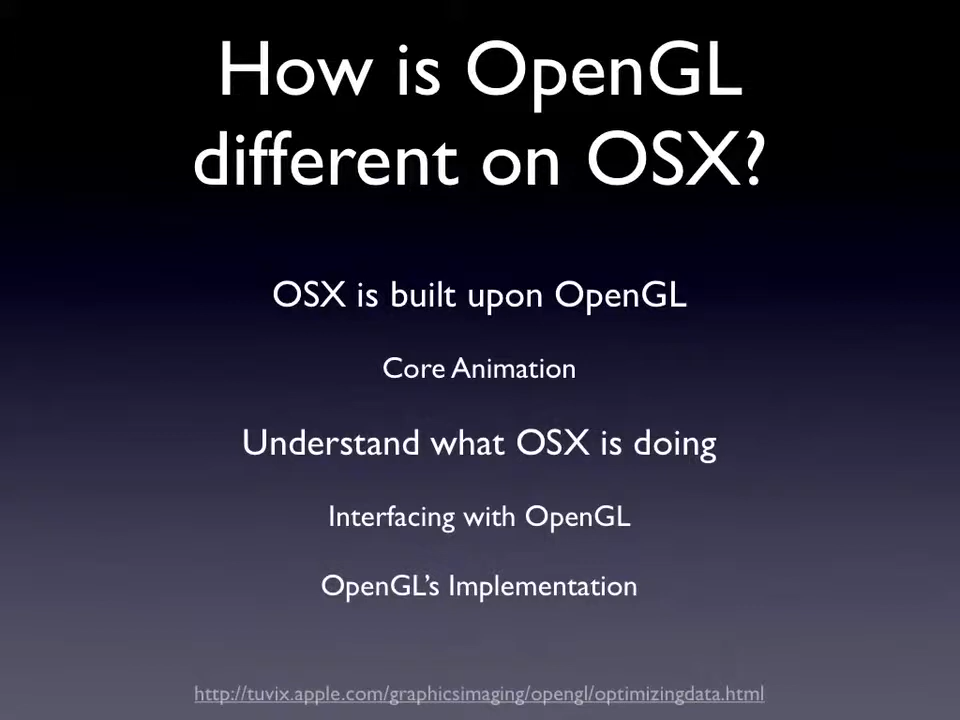 How is OpenGL
different on OSX?
OSX is built upon OpenGL
Core Animation
Understand what OSX is doing
Interfacing with OpenGL
OpenGL’s Implementation
http://tuvix.apple.com/graphicsimaging/opengl/optimizingdata.html